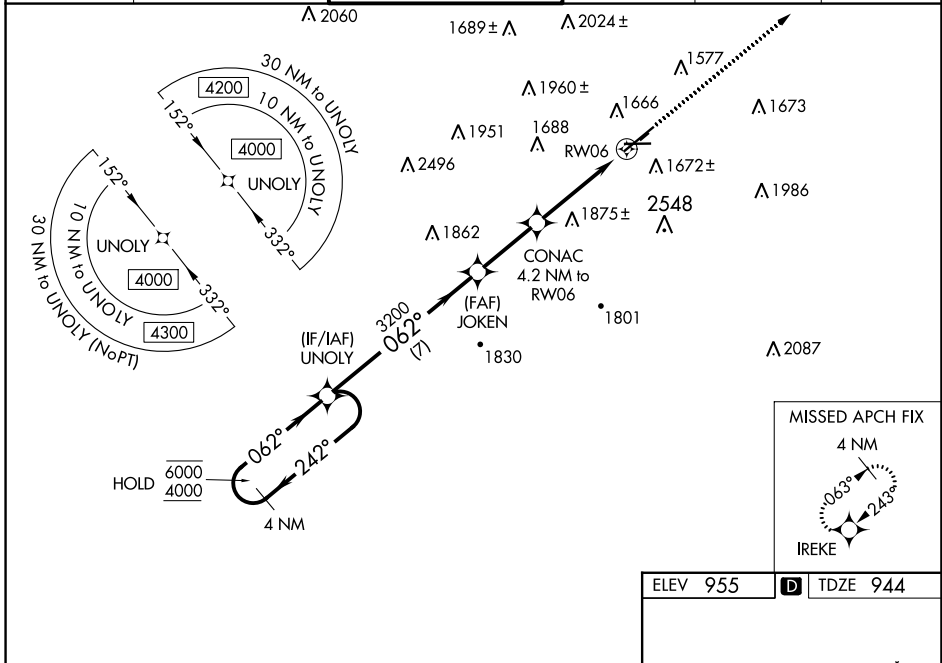 2060
1689±
2024±
1577
30 NM to UNOLY
4200
1960±
152°
10 NM to UNOLY
1666
1673
4000
1951
1688
RW06
2496
UNOLY
1672±
152°
1986
2548
30 NM to UNOLY (NoPT)
10 NM to UNOLY
UNOLY
332°
1862
1875±
4000
CONAC
4.2 NM to
RW06
332°
4300
(FAF)
JOKEN
3200
062°
(7)
1801
(IF/IAF)
UNOLY
1830
2087
MISSED APCH FIX
4 NM
063°
243°
IREKE
062°
242°
HOLD
6000
4000
4 NM
ELEV 955
D
TDZE 944